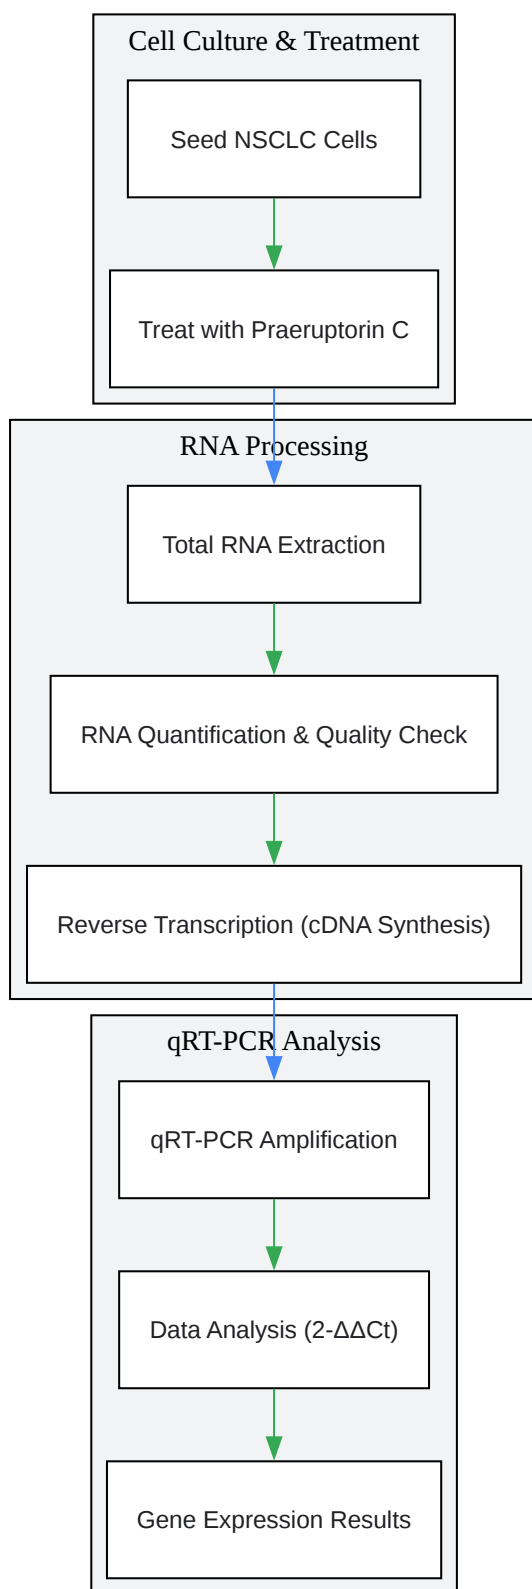 Cell Culture & Treatment
Seed NSCLC Cells
Treat with Praeruptorin C
RNA Processing
Total RNA Extraction
RNA Quantification & Quality Check
Reverse Transcription (cDNA Synthesis)
qRT-PCR Analysis
qRT-PCR Amplification
Data Analysis (2-ΔΔCt)
Gene Expression Results